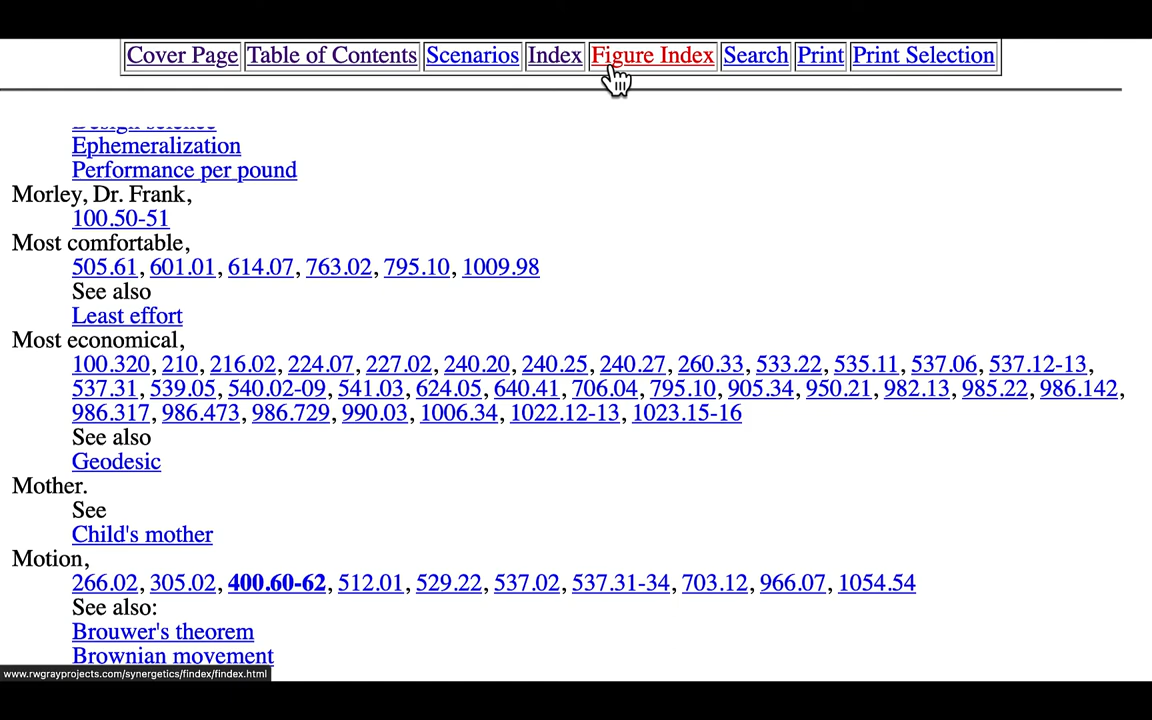 Cover Page Table of Contents Scenarios Index Figure Index Search Print Print Selection
Design science
Ephemeralization
Performance per pound
Morley, Dr. Frank,
100.50-51
Most comfortable,
505.61, 601.01, 614.07, 763.02, 795.10, 1009.98
See also
Least effort
Most economical,
100.320, 210, 216.02, 224.07, 227.02, 240.20, 240.25, 240.27, 260.33, 533.22, 535.11, 537.06, 537.12-13,
537.31, 539.05, 540.02-09, 541.03, 624.05, 640.41, 706.04, 795.10, 905.34, 950.21, 982.13, 985.22, 986.142,
986.317, 986.473, 986.729, 990.03, 1006.34, 1022.12-13, 1023.15-16
See also
Geodesic
Mother.
See
Child's mother
Motion,
266.02, 305.02, 400.60-62, 512.01, 529.22, 537.02, 537.31-34, 703.12, 966.07, 1054.54
See also:
Brouwer's theorem
Brownian movement
www.rwgrayprojects.com/synergetics/findex/findex.html